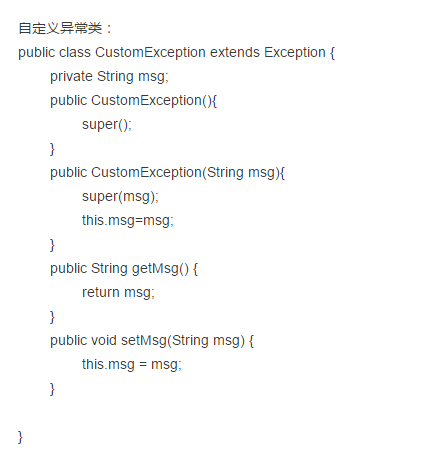 自定义异常类：
public class CustomException extends Exception {
private String msg;
public CustomException(){
super();
}
public CustomException(String msg){
super(msg);
this.msg=msg;
}
public String getMsg() {
return msg;
}
public void setMsg(String msg) {
this.msg = msg;
}
}